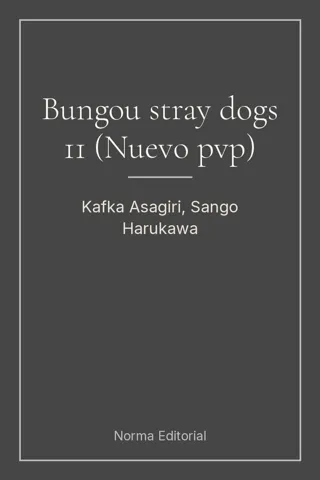 Bungou stray dogs
11 (Nuevo pvp)
Kafka Asagiri, Sango
Harukawa
Norma Editorial